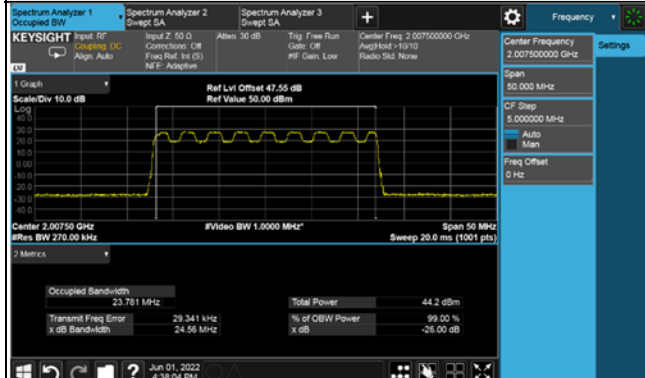 Spectrum Analyzer 1
Occupied BW
Spectrum Analyzer 2
Swept SA
Spectrum Analyzer 3
Swept SA
+
Frequency
KEYSIGHT
Input: RF
Coupling: DC
Align: Auto
Input Z: 50 Ω
Corrections: Off
Freq Ref: Int (S)
NFE: Adaptive
Atten: 30 dB
Trig: Free Run
Gate: Off
#IF Gain: Low
Center Freq: 2.007500000 GHz
Avg|Hold:>10/10
Radio Std: None
LXI
Center Frequency
2.007500000 GHz
Settings
Span
50.000 MHz
CF Step
5.000000 MHz
Auto
Man
Freq Offset
0 Hz
1 Graph
Scale/Div 10.0 dB
Ref Lvl Offset 47.55 dB
Ref Value 50.00 dBm
Log
40.0
30.0
20.0
10.0
0.00
-10.0
-20.0
-30.0
-40.0
Center 2.00750 GHz
#Res BW 270.00 kHz
#Video BW 1.0000 MHz*
Span 50 MHz
Sweep 20.0 ms (1001 pts)
2 Metrics
Occupied Bandwidth
23.781 MHz
Total Power
44.2 dBm
Transmit Freq Error
29.341 kHz
% of OBW Power
99.00 %
x dB Bandwidth
24.56 MHz
x dB
-26.00 dB
?
Jun 01, 2022
4:38:04 PM